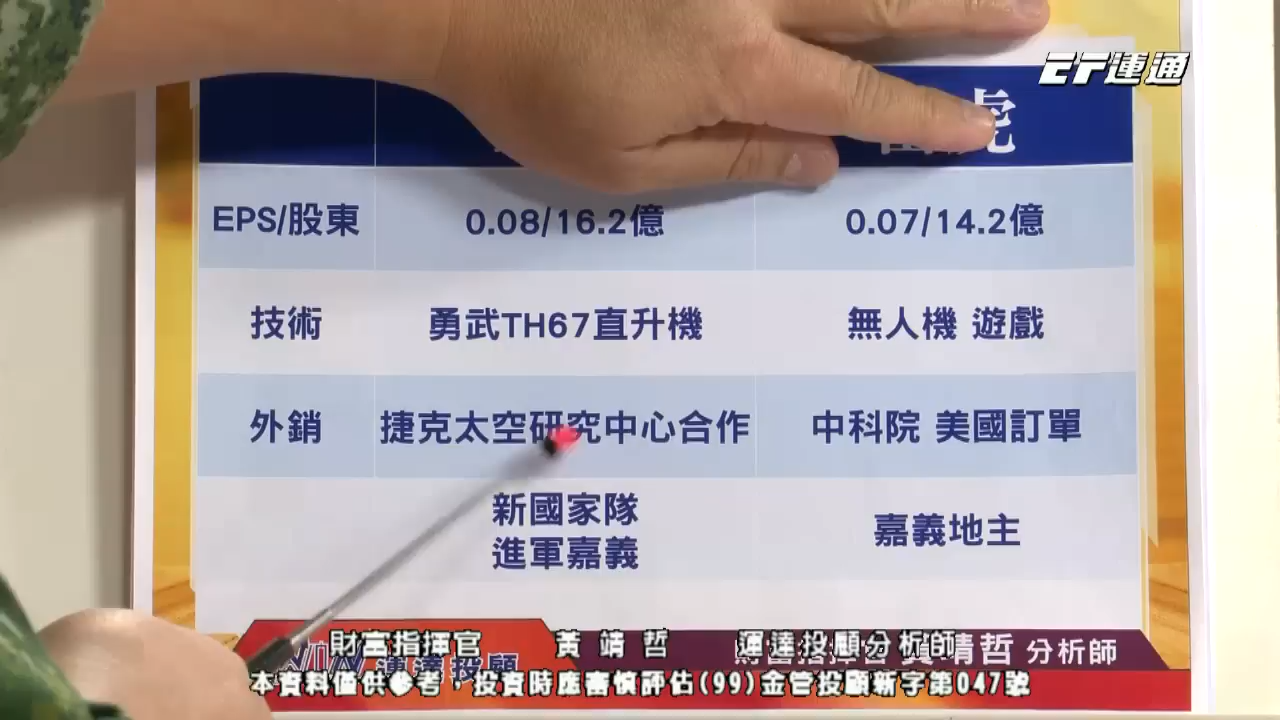 EF運通
虎
EPS/股東 0.08/16.2億 0.07/14.2億
技術 勇武TH67直升機 無人機 遊戲
外銷 捷克太空研究中心合作 中科院 美國訂單
新國家隊
進軍嘉義
嘉義地主
財富指揮官 黃靖哲 運達投顧分析師
運達投顧
分析師
本資料僅供參考，投資時應審慎評估(99)金管投顧新字第047號